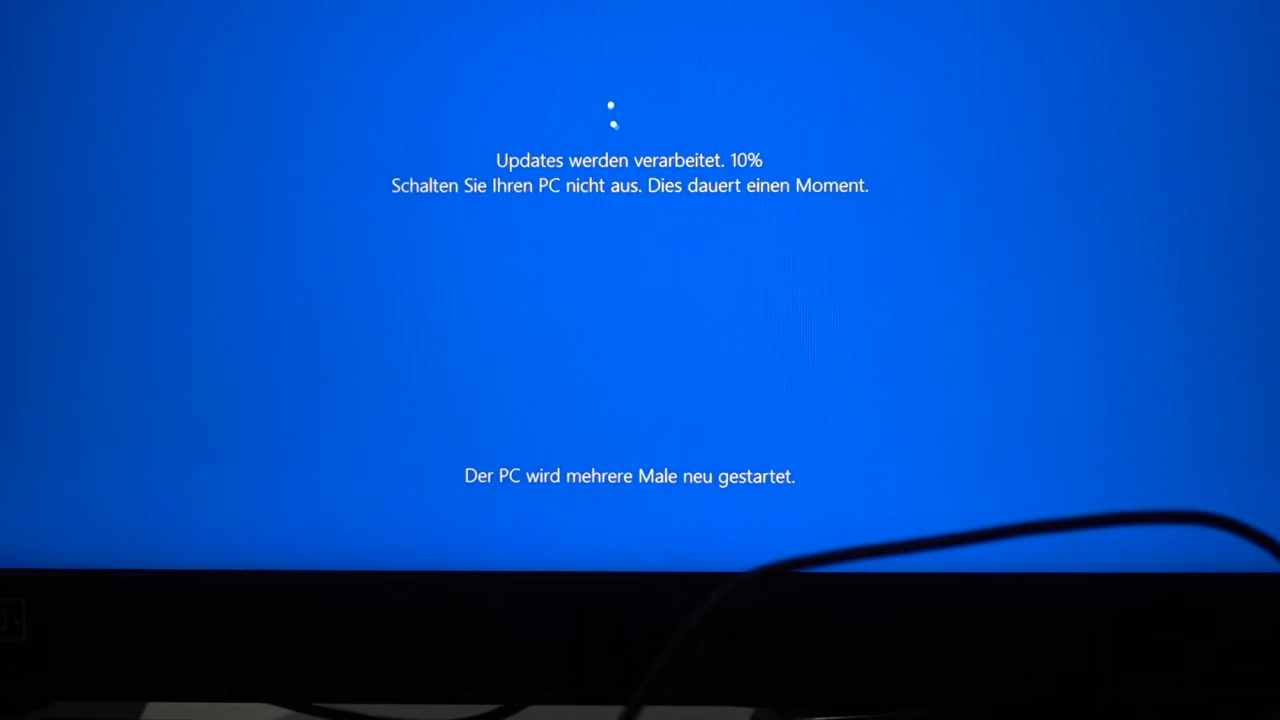 Updates werden verarbeitet. 10%
Schalten Sie Ihren PC nicht aus. Dies dauert einen Moment.
Der PC wird mehrere Male neu gestartet.